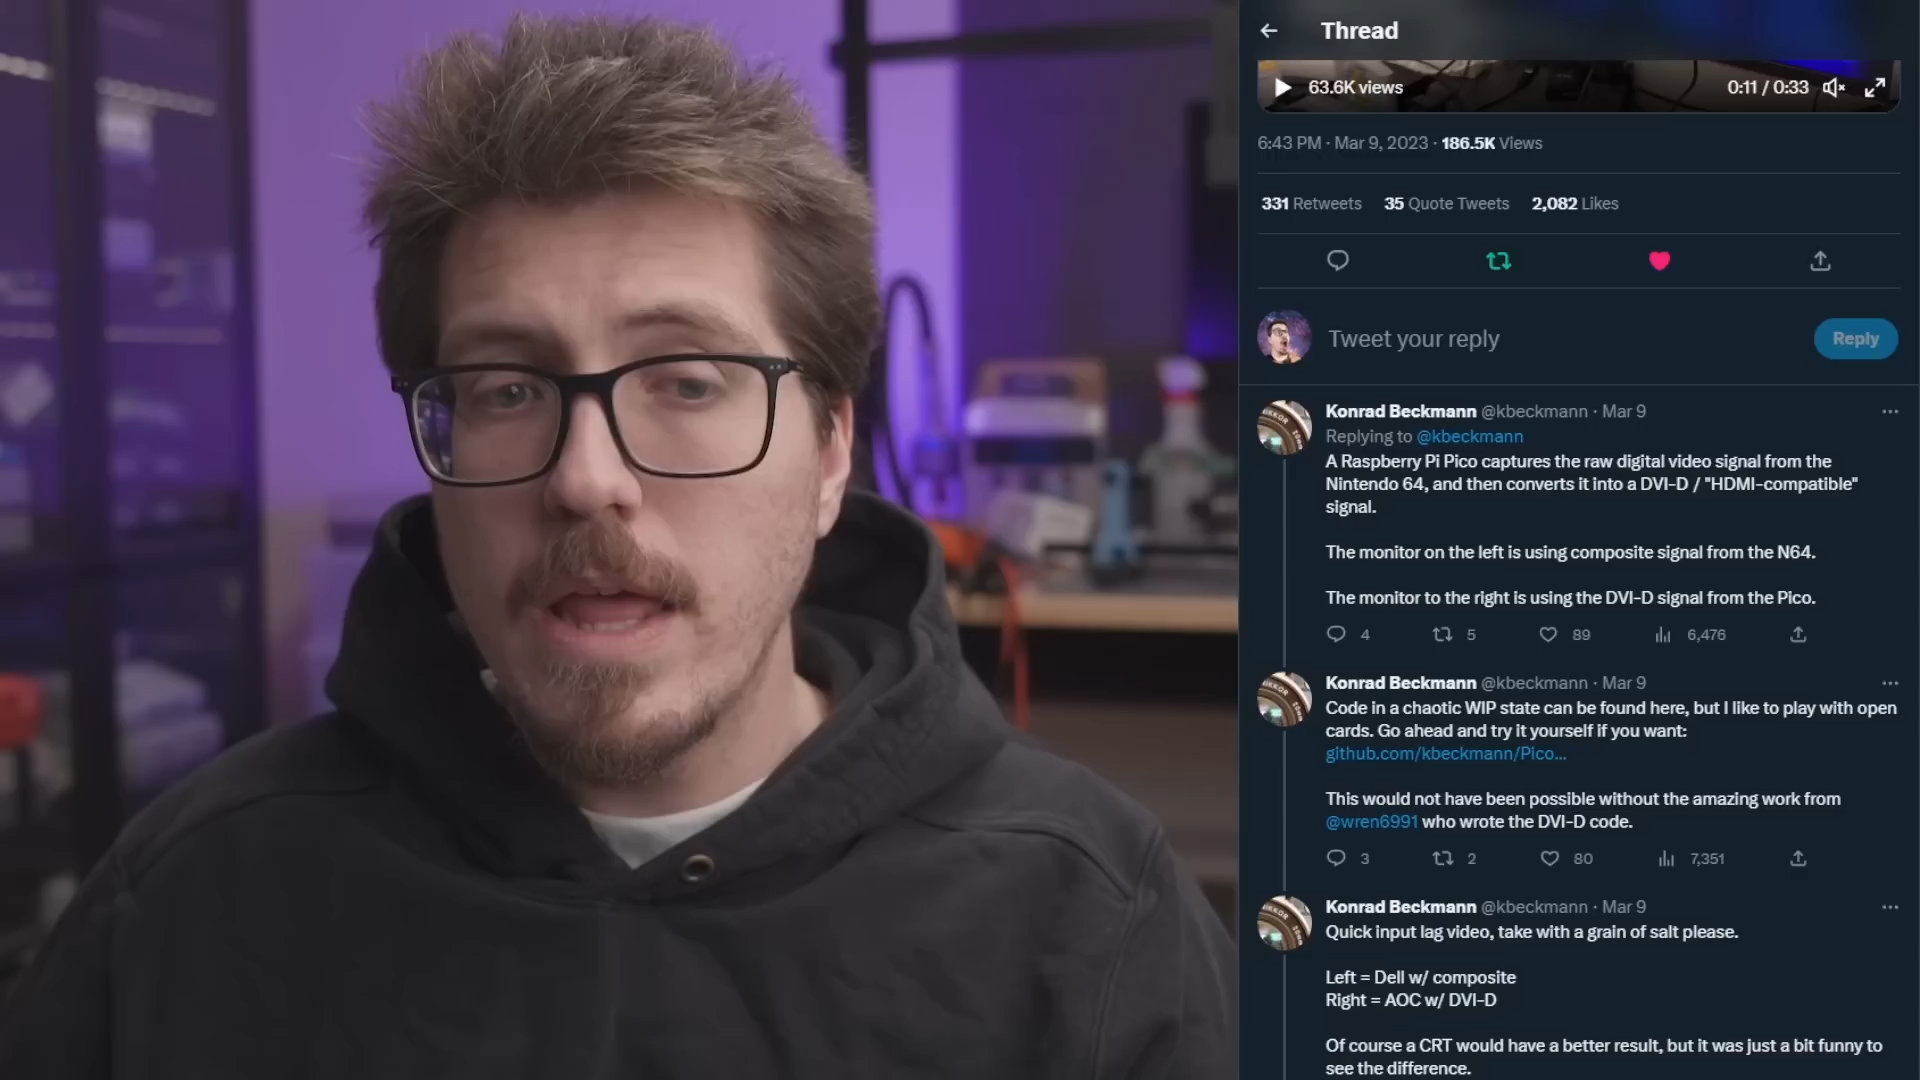 Thread
63.6K views
0:11 / 0:33
6:43 PM · Mar 9, 2023 · 186.5K Views
331 Retweets 35 Quote Tweets 2,082 Likes
Tweet your reply
Reply
Konrad Beckmann @kbeckmann · Mar 9
Replying to @kbeckmann
A Raspberry Pi Pico captures the raw digital video signal from the
Nintendo 64, and then converts it into a DVI-D / "HDMI-compatible"
signal.
The monitor on the left is using composite signal from the N64.
The monitor to the right is using the DVI-D signal from the Pico.
4 5 89 6,476
Konrad Beckmann @kbeckmann · Mar 9
Code in a chaotic WIP state can be found here, but I like to play with open
cards. Go ahead and try it yourself if you want:
github.com/kbeckmann/Pico...
This would not have been possible without the amazing work from
@wren6991 who wrote the DVI-D code.
3 2 80 7,351
Konrad Beckmann @kbeckmann · Mar 9
Quick input lag video, take with a grain of salt please.
Left = Dell w/ composite
Right = AOC w/ DVI-D
Of course a CRT would have a better result, but it was just a bit funny to
see the difference.